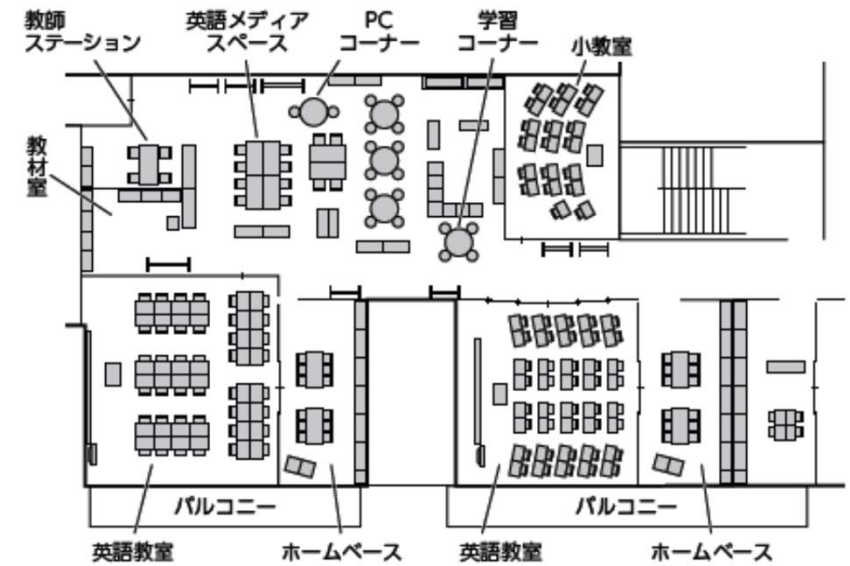 教師
ステーション
英語メディア
スペース
PC
コーナー
学習
コーナー
小教室
教材室
バルコニー
バルコニー
英語教室
ホームベース
英語教室
ホームベース